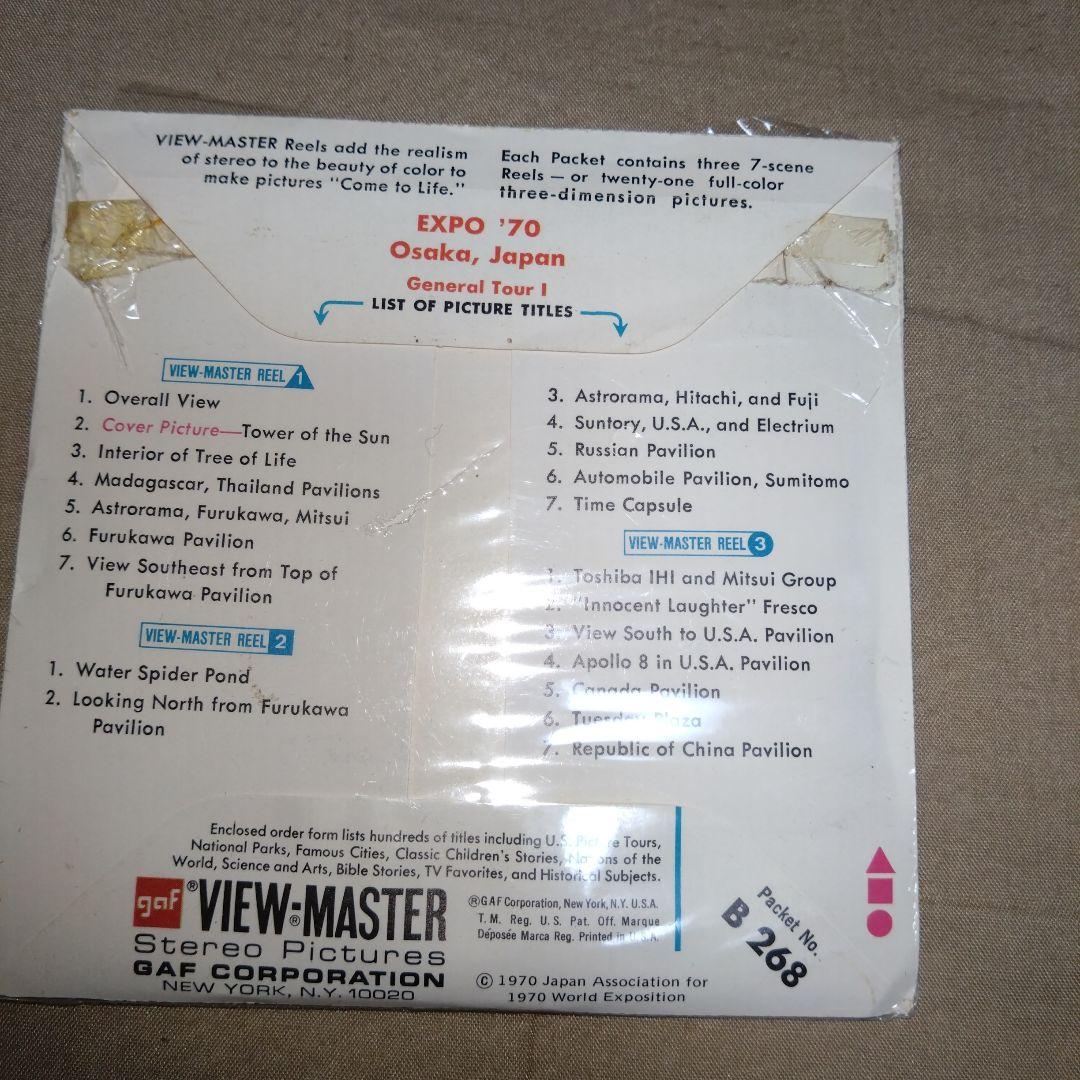 VIEW-MASTER Reels add the realism
of stereo to the beauty of color to
make pictures "Come to Life."
Each Packet contains three 7-scene
Reels — or twenty-one full-color
three-dimension pictures.
EXPO '70
Osaka, Japan
General Tour I
LIST OF PICTURE TITLES
VIEW-MASTER REEL 1
1. Overall View
2. Cover Picture—Tower of the Sun
3. Interior of Tree of Life
4. Madagascar, Thailand Pavilions
5. Astrorama, Furukawa, Mitsui
6. Furukawa Pavilion
7. View Southeast from Top of
Furukawa Pavilion
VIEW-MASTER REEL 2
1. Water Spider Pond
2. Looking North from Furukawa
Pavilion
3. Astrorama, Hitachi, and Fuji
4. Suntory, U.S.A., and Electrium
5. Russian Pavilion
6. Automobile Pavilion, Sumitomo
7. Time Capsule
VIEW-MASTER REEL 3
1. Toshiba IHI and Mitsui Group
2. "Innocent Laughter" Fresco
3. View South to U.S.A. Pavilion
4. Apollo 8 in U.S.A. Pavilion
5. Canada Pavilion
6. Tuesday Plaza
7. Republic of China Pavilion
Enclosed order form lists hundreds of titles including U.S. Picture Tours,
National Parks, Famous Cities, Classic Children's Stories, Nations of the
World, Science and Arts, Bible Stories, TV Favorites, and Historical Subjects.
gaf ® VIEW-MASTER ®
Stereo Pictures
GAF CORPORATION
NEW YORK, N.Y. 10020
® GAF Corporation, New York, N.Y. U.S.A.
T. M. Reg. U. S. Pat. Off. Marque
Déposée Marca Reg. Printed in U.S.A.
© 1970 Japan Association for
1970 World Exposition
Packet No.
B 268